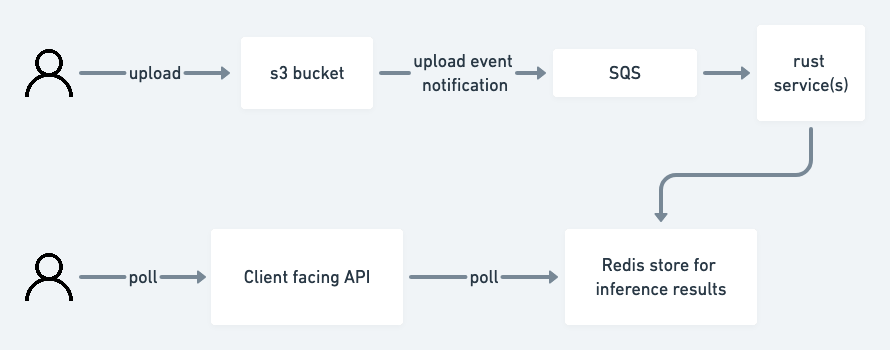 upload
s3 bucket
upload event
notification
SQS
rust
service(s)
poll
Client facing API
poll
Redis store for
inference results